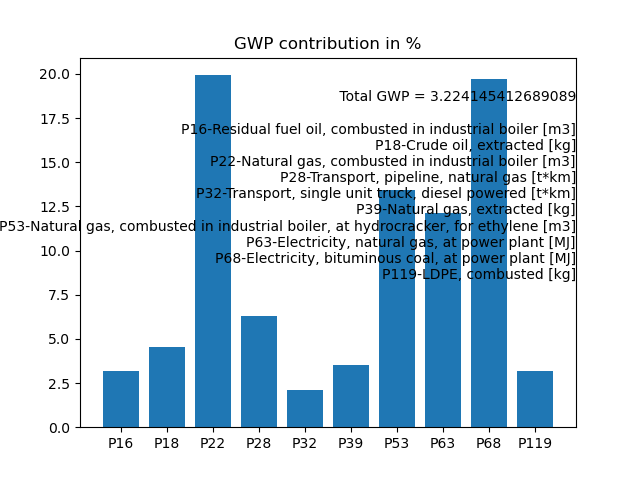 GWP contribution in %
20.0
17.5
15.0
12.5
10.0
7.5
5.0
2.5
0.0
Total GWP = 3.224145412689089
P16-Residual fuel oil, combusted in industrial boiler [m3]
P18-Crude oil, extracted [kg]
P22-Natural gas, combusted in industrial boiler [m3]
P28-Transport, pipeline, natural gas [t*km]
P32-Transport, single unit truck, diesel powered [t*km]
P39-Natural gas, extracted [kg]
P53-Natural gas, combusted in industrial boiler, at hydrocracker, for ethylene [m3]
P63-Electricity, natural gas, at power plant [MJ]
P68-Electricity, bituminous coal, at power plant [MJ]
P119-LDPE, combusted [kg]
P16 P18 P22 P28 P32 P39 P53 P63 P68 P119